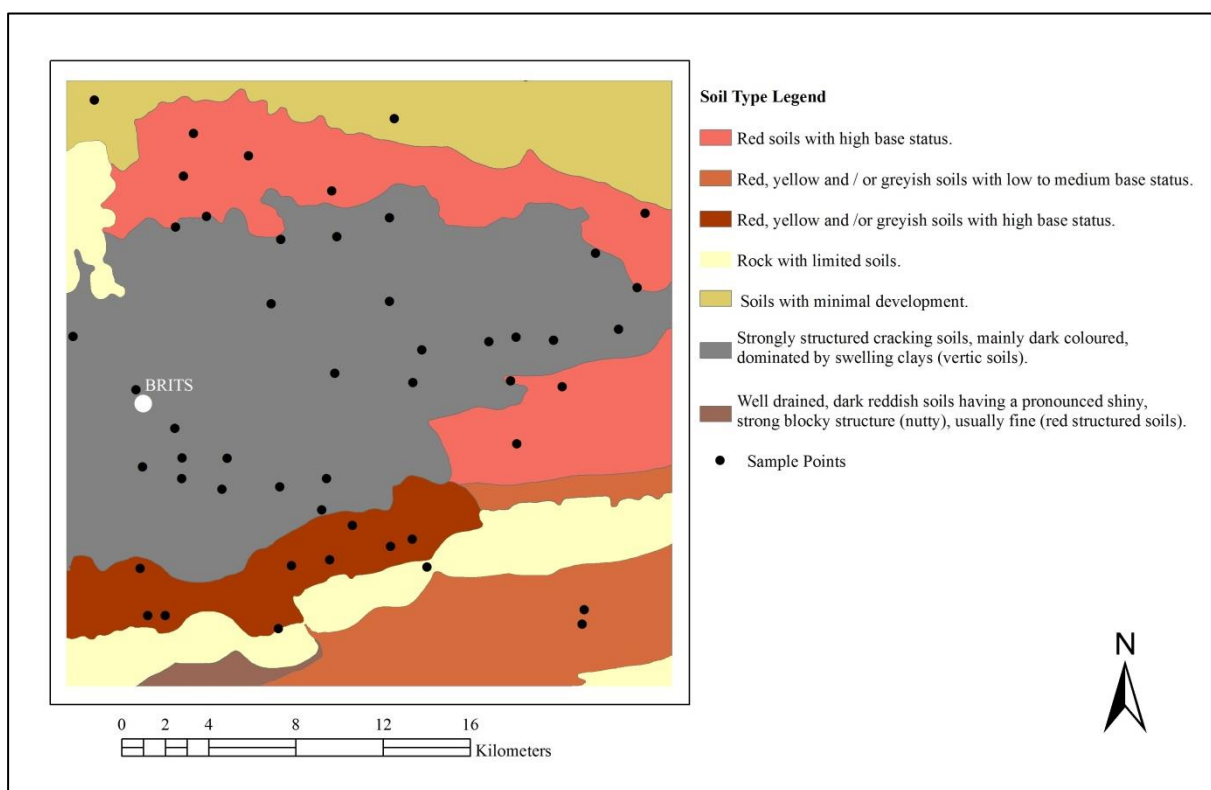 Soil Type Legend
Red soils with high base status.
Red, yellow and / or greyish soils with low to medium base status.
Red, yellow and /or greyish soils with high base status.
Rock with limited soils.
Soils with minimal development.
Strongly structured cracking soils, mainly dark coloured,
dominated by swelling clays (vertic soils).
Well drained, dark reddish soils having a pronounced shiny,
strong blocky structure (nutty), usually fine (red structured soils).
Sample Points
BRITS
N
0 2 4 8 12 16
Kilometers